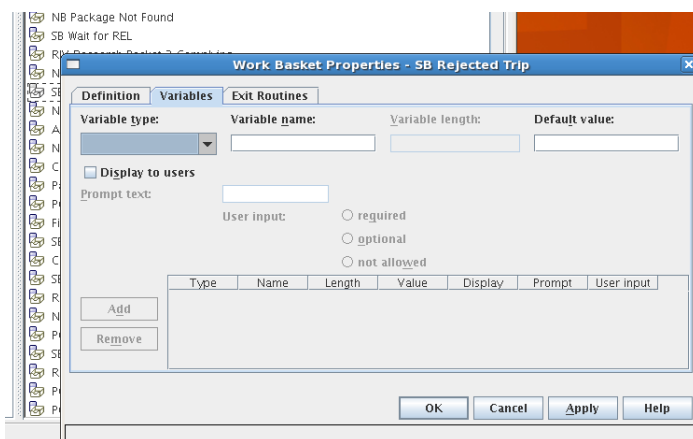 NB Package Not Found
SB Wait for REL
Work Basket Properties - SB Rejected Trip
Definition Variables Exit Routines
Variable type: Variable name: Variable length: Default value:
Display to users
Prompt text:
User input: required
optional
not allowed
Type Name Length Value Display Prompt User input
Add
Remove
OK Cancel Apply Help